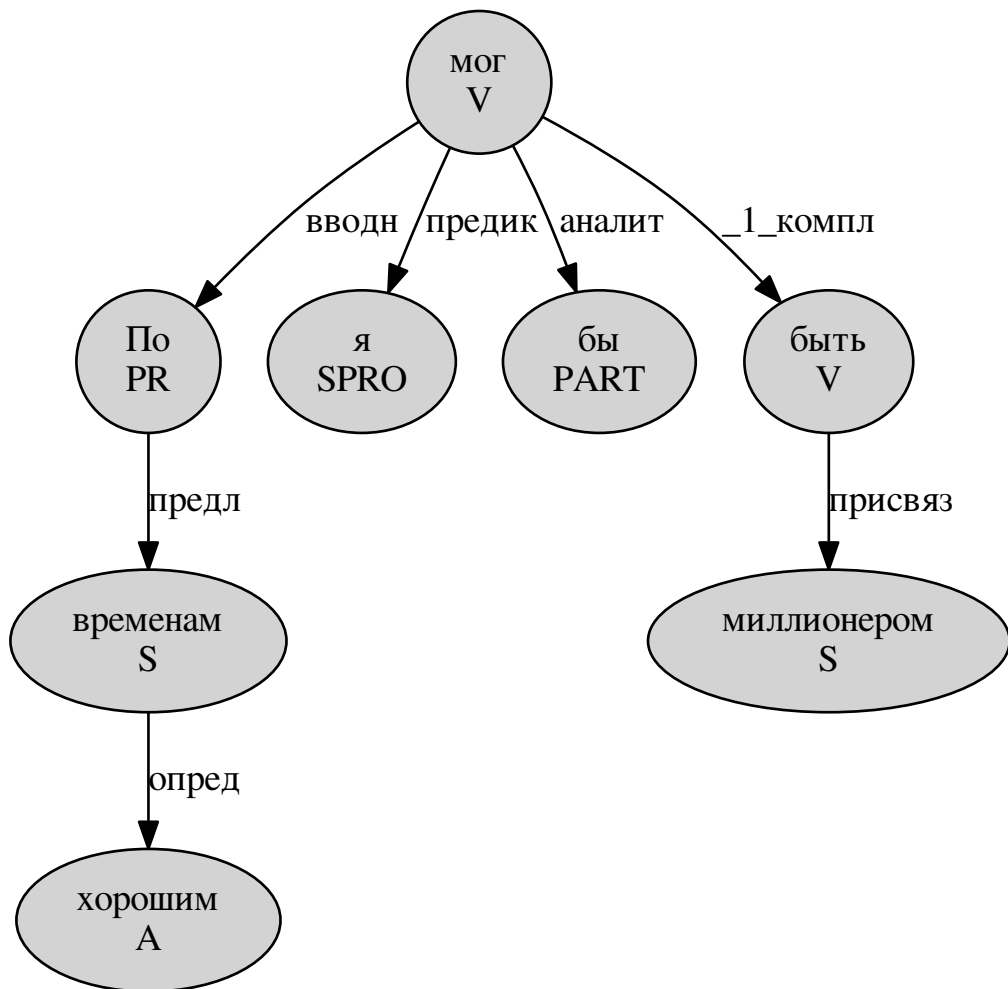 мог
V
вводн
предик
аналит
_1_компл
По
PR
я
SPRO
бы
PART
быть
V
предл
присвяз
временам
S
миллионером
S
опред
хорошим
A